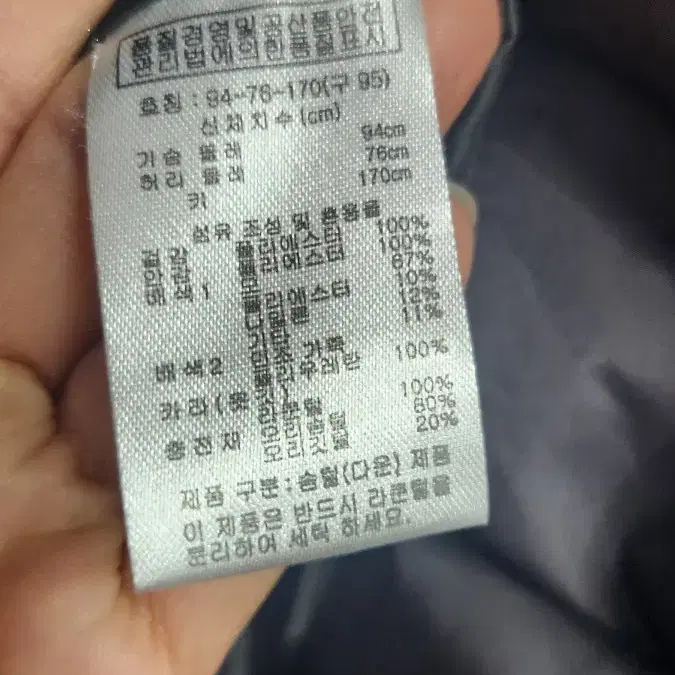 품질경영및공산품안전
관리법에의한품질표시
호칭 : 94-76-170(구 95)
신체치수(cm)
기슴 둘레 94cm
허리 둘레 76cm
키 170cm
섬유 조성 및 혼용율
겉감 폴리에스터 100%
안감 폴리에스터 100%
배색1 67%
폴리에스터 10%
12%
11%
배색2 가죽
폴리우레탄 100%
카라( 100%
충전재 오리솜털 80%
오리깃털 20%
제품 구분:솜털(다운) 제품
이 제품은 반드시 라쿤털을
분리하여 세탁 하세요.